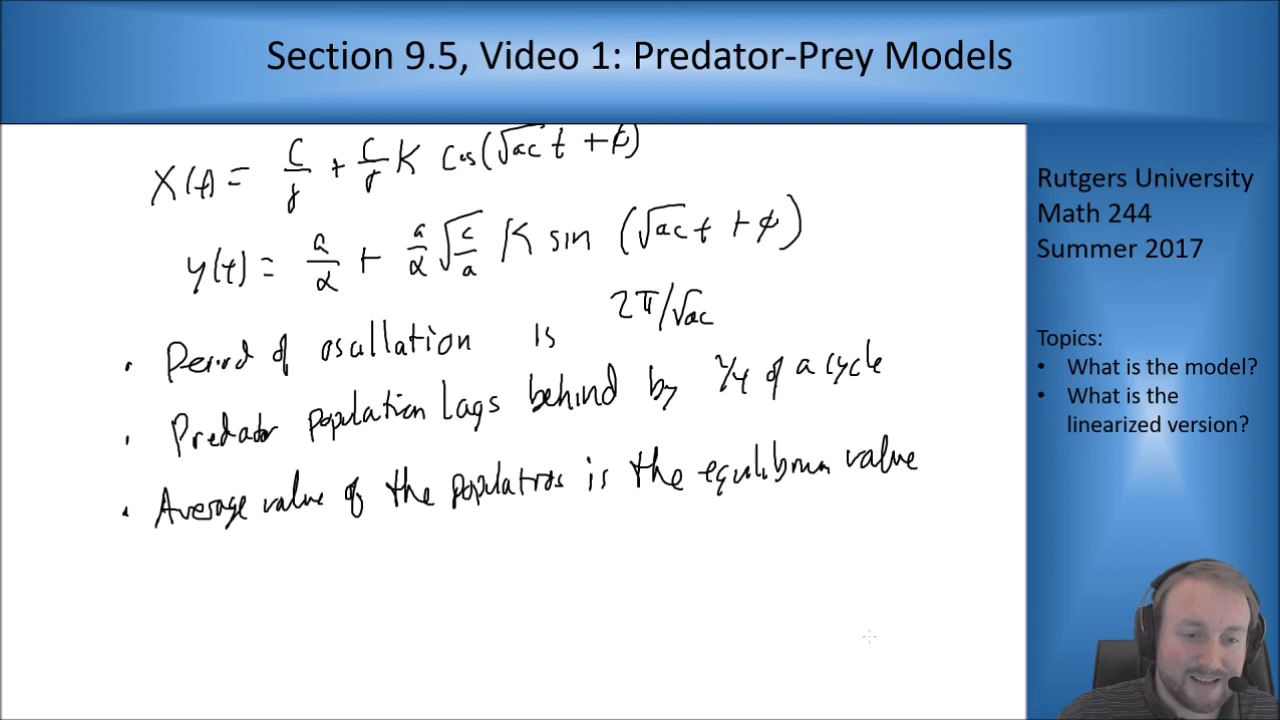 Section 9.5, Video 1: Predator-Prey Models
x(t) = c/γ + c/γ K cos(√ac t + φ)
y(t) = a/α + a/α √c/a K sin (√ac t + φ)
• Period of oscillation is 2π/√ac
• Predator population lags behind by 1/4 of a cycle
• Average value of the populations is the equilibrium value
Rutgers University
Math 244
Summer 2017
Topics:
• What is the model?
• What is the
linearized version?